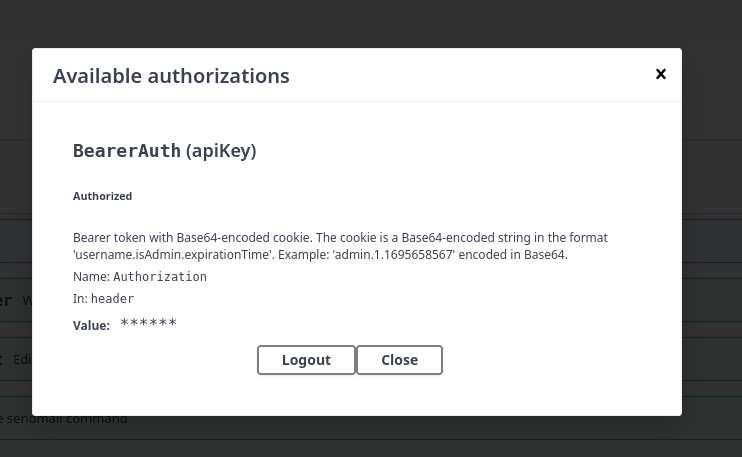 Available authorizations
x
BearerAuth (apiKey)
Authorized
Bearer token with Base64-encoded cookie. The cookie is a Base64-encoded string in the format
'username.isAdmin.expirationTime'. Example: 'admin.1.1695658567' encoded in Base64.
Name: Authorization
In: header
Value: ******
Logout Close
sendmail command